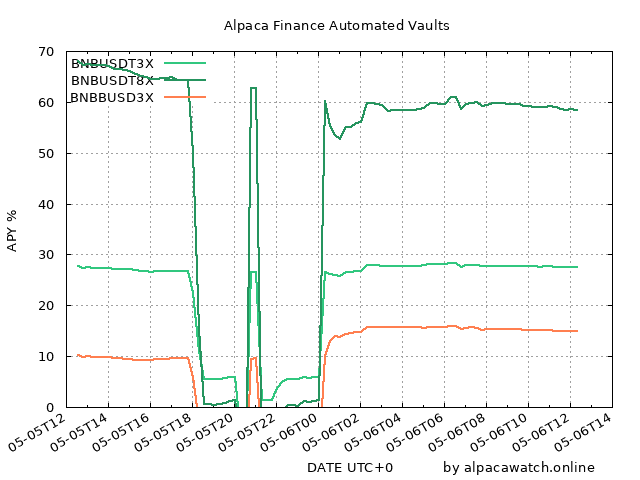 Alpaca Finance Automated Vaults
70
60
50
40
30
20
10
0
APY %
BNBUSDT3X
BNBUSDT8X
BNBBUSD3X
05-05T12
05-05T14
05-05T16
05-05T18
05-05T20
05-05T22
05-06T00
05-06T02
05-06T04
05-06T06
05-06T08
05-06T10
05-06T12
05-06T14
DATE UTC+0
by alpacawatch.online